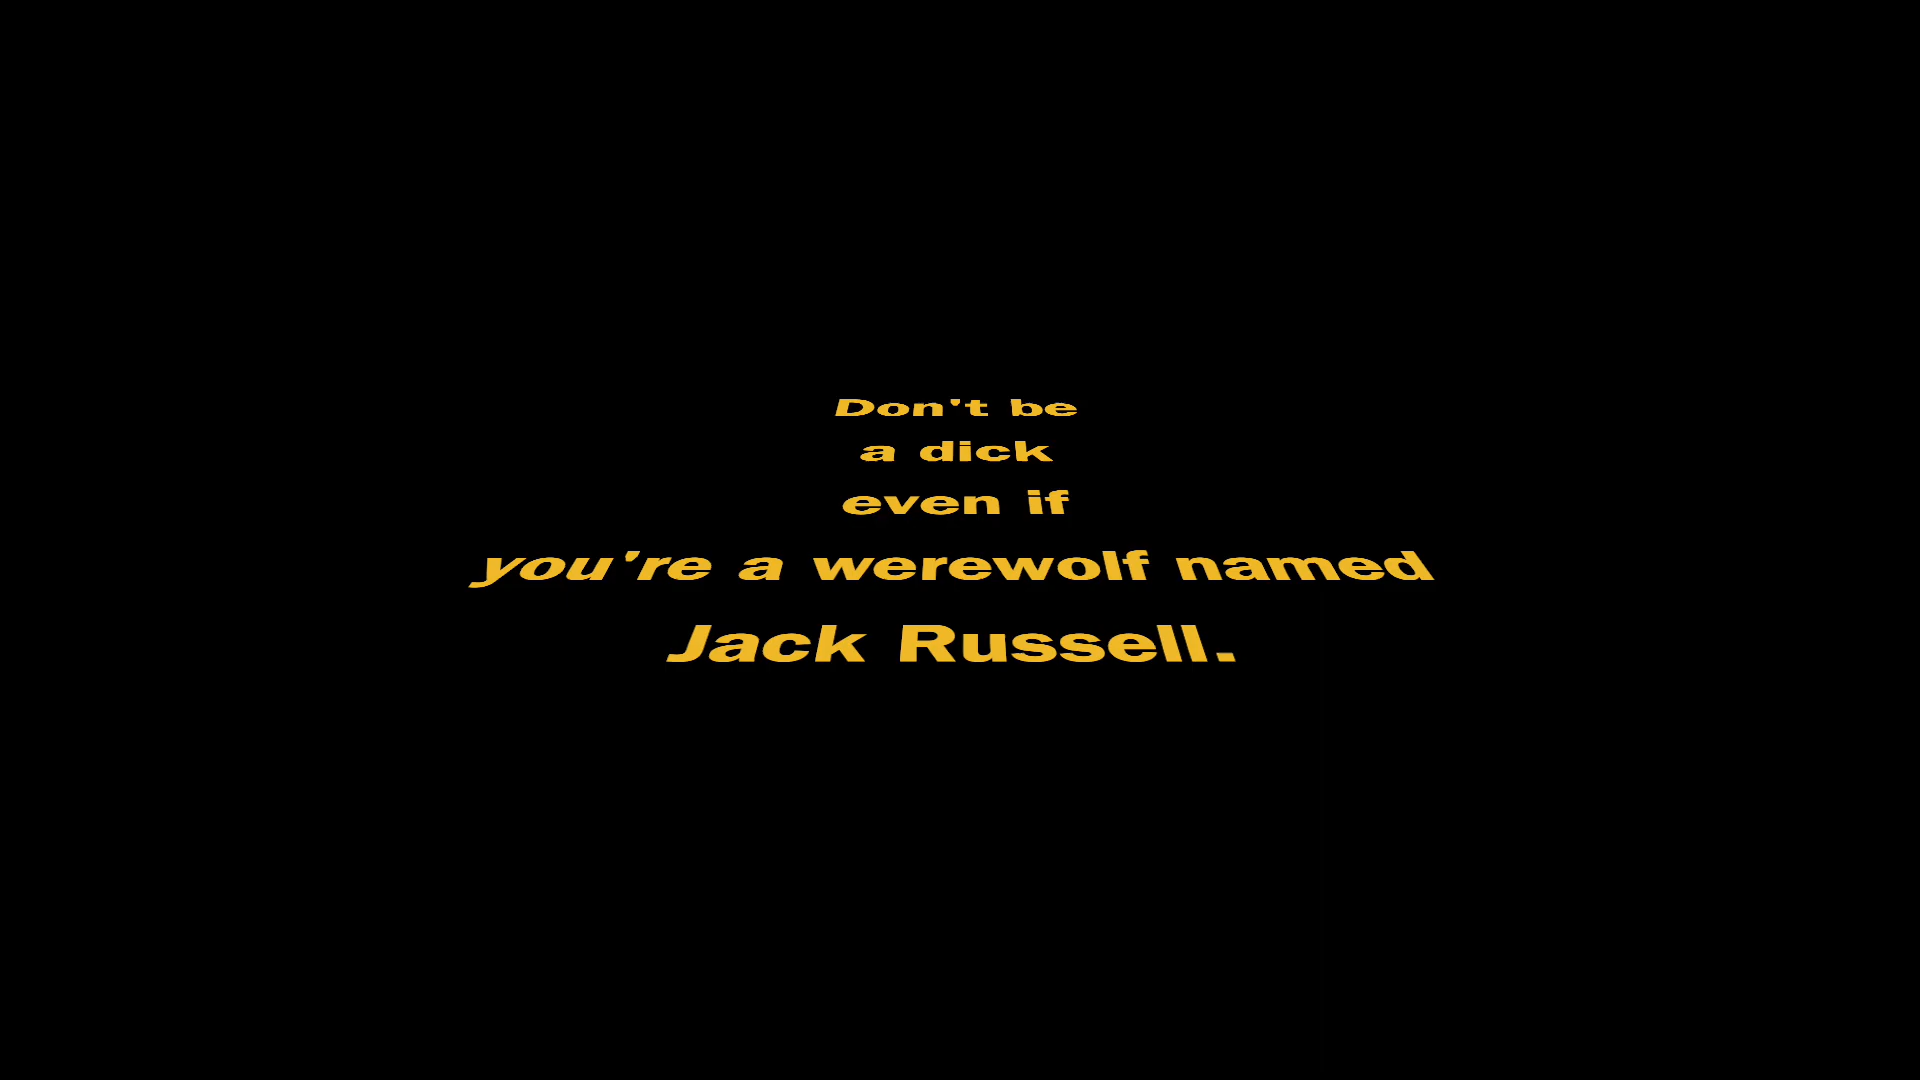 Don't be
a dick
even if
you're a werewolf named
Jack Russell.